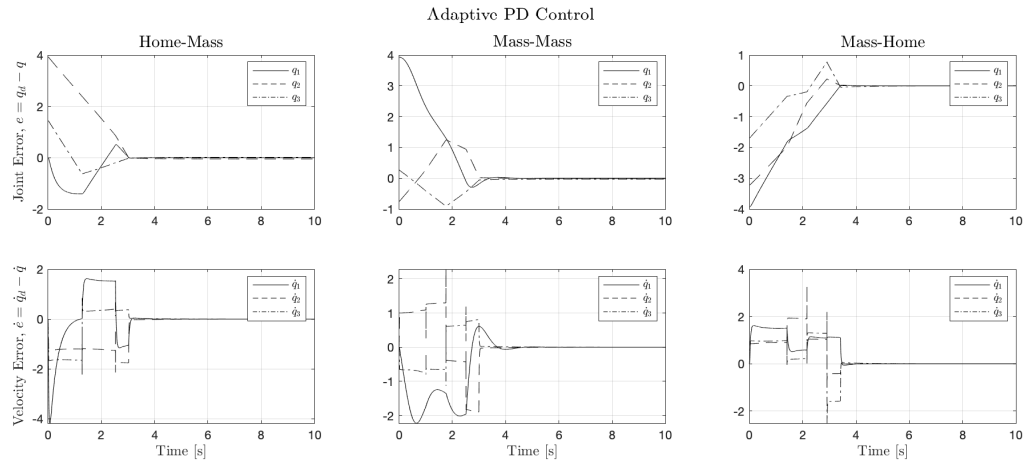 Adaptive PD Control
Home-Mass
Mass-Mass
Mass-Home
Joint Error, e = q_d − q
4
2
0
-2
0 2 4 6 8 10
q₁
q₂
q₃
4
3
2
1
0
-1
0 2 4 6 8 10
q₁
q₂
q₃
1
0
-1
-2
-3
-4
0 2 4 6 8 10
q₁
q₂
q₃
Velocity Error, ė = q̇_d − q̇
2
0
-2
-4
0 2 4 6 8 10
q̇₁
q̇₂
q̇₃
Time [s]
2
1
0
-1
-2
0 2 4 6 8 10
q̇₁
q̇₂
q̇₃
Time [s]
4
2
0
-2
0 2 4 6 8 10
q̇₁
q̇₂
q̇₃
Time [s]